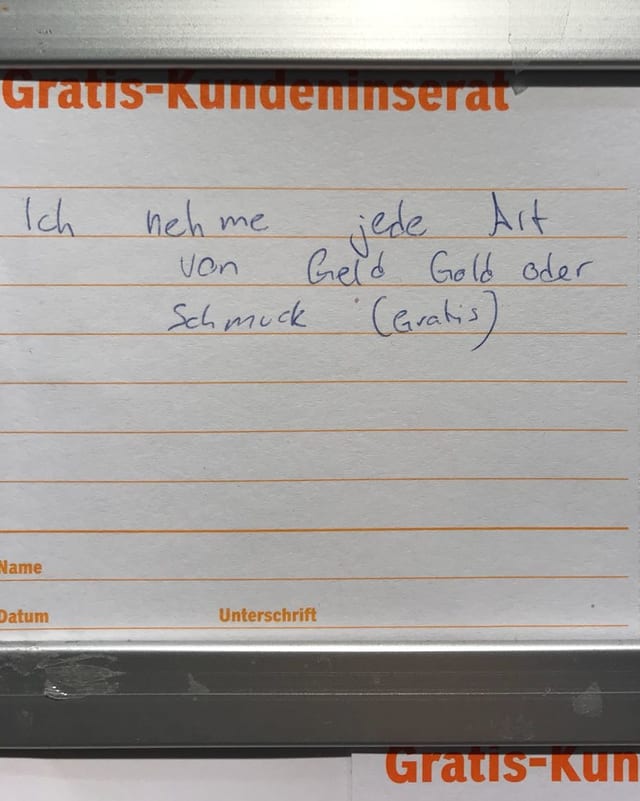 Gratis-Kundeninserat
Ich nehme jede Art
von Geld Gold oder
Schmuck (Gratis)
Name
Datum Unterschrift
Gratis-Kun